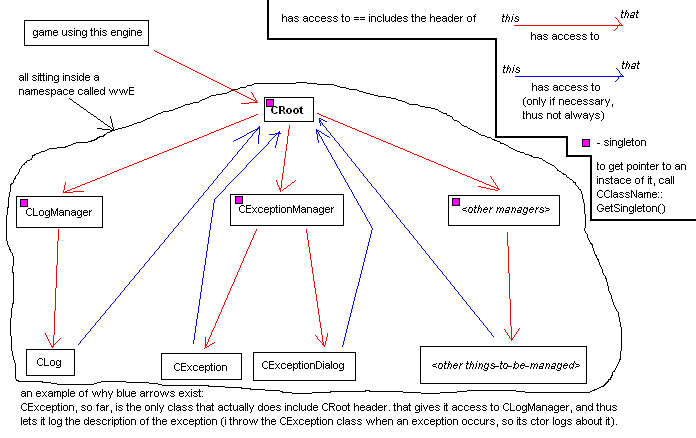 game using this engine
has access to == includes the header of
this
that
has access to
all sitting inside a
namespace called wwE
this
that
has access to
(only if necessary,
thus not always)
CRoot
- singleton
to get pointer to an
instace of it, call
CClassName::
GetSingleton()
CLogManager
CExceptionManager
<other managers>
CLog
CException
CExceptionDialog
<other things-to-be-managed>
an example of why blue arrows exist:
CException, so far, is the only class that actually does include CRoot header. that gives it access to CLogManager, and thus
lets it log the description of the exception (i throw the CException class when an exception occurs, so its ctor logs about it).